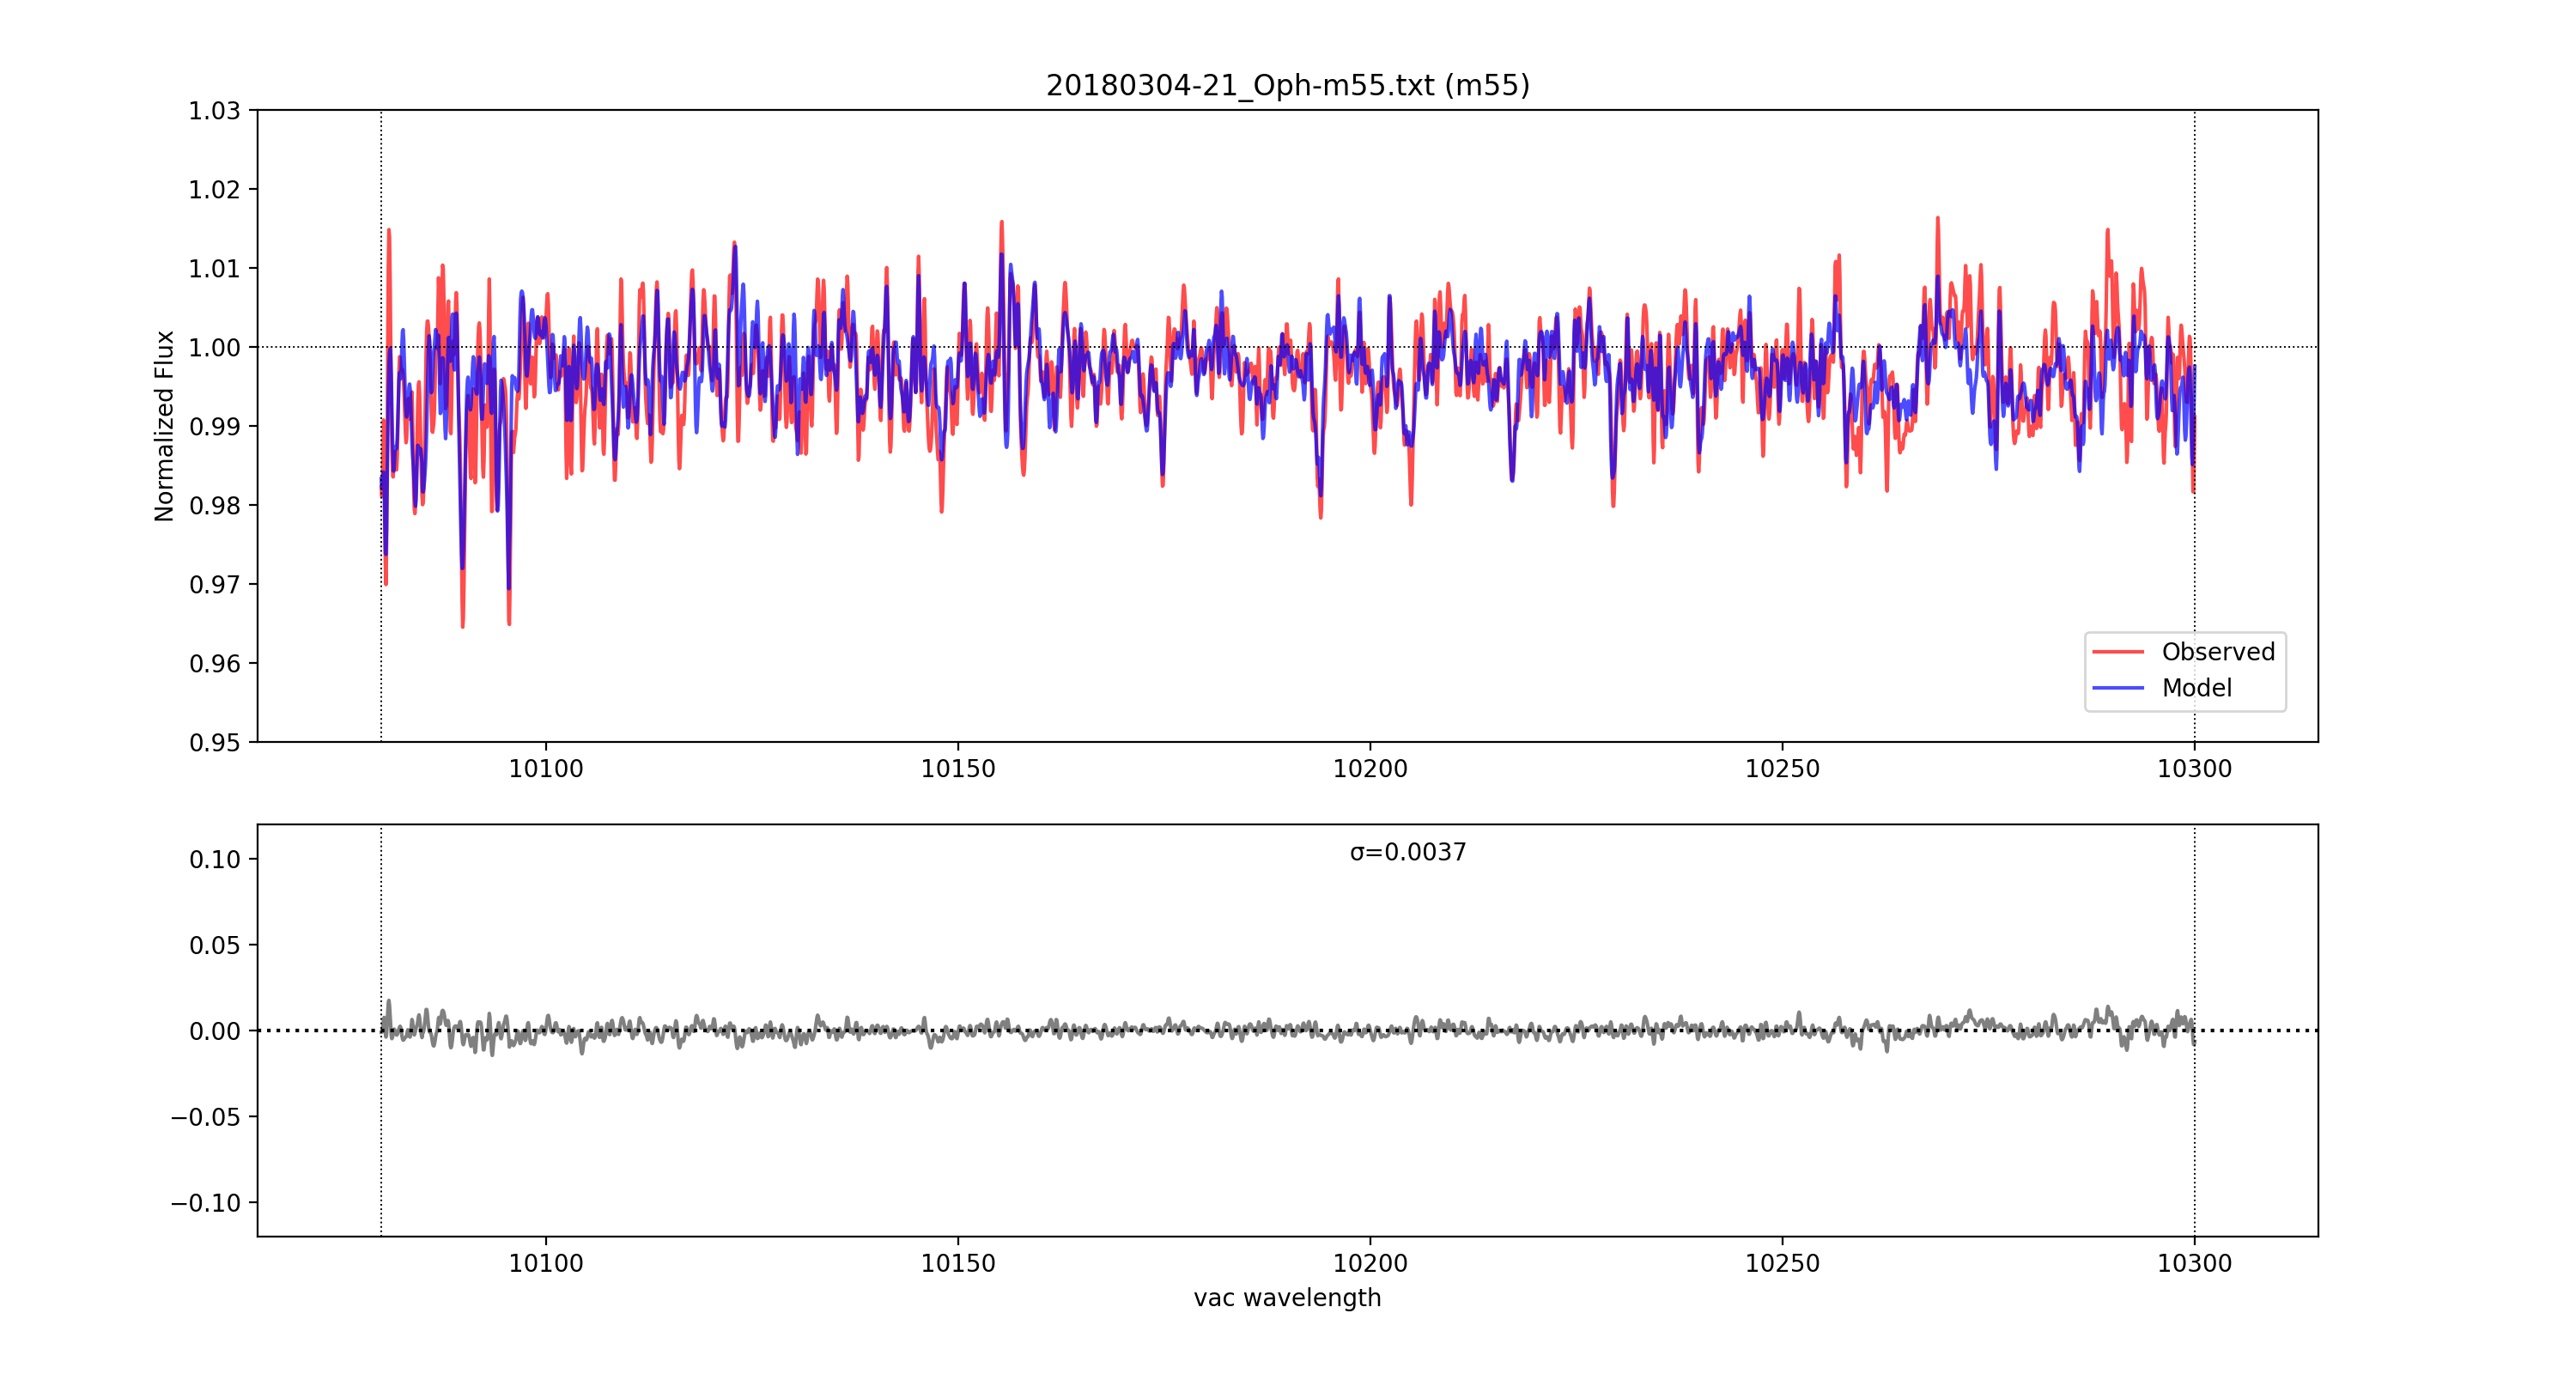 20180304-21_Oph-m55.txt (m55)
Normalized Flux
1.03
1.02
1.01
1.00
0.99
0.98
0.97
0.96
0.95
Observed
Model
10100 10150 10200 10250 10300
σ=0.0037
0.10
0.05
0.00
−0.05
−0.10
10100 10150 10200 10250 10300
vac wavelength